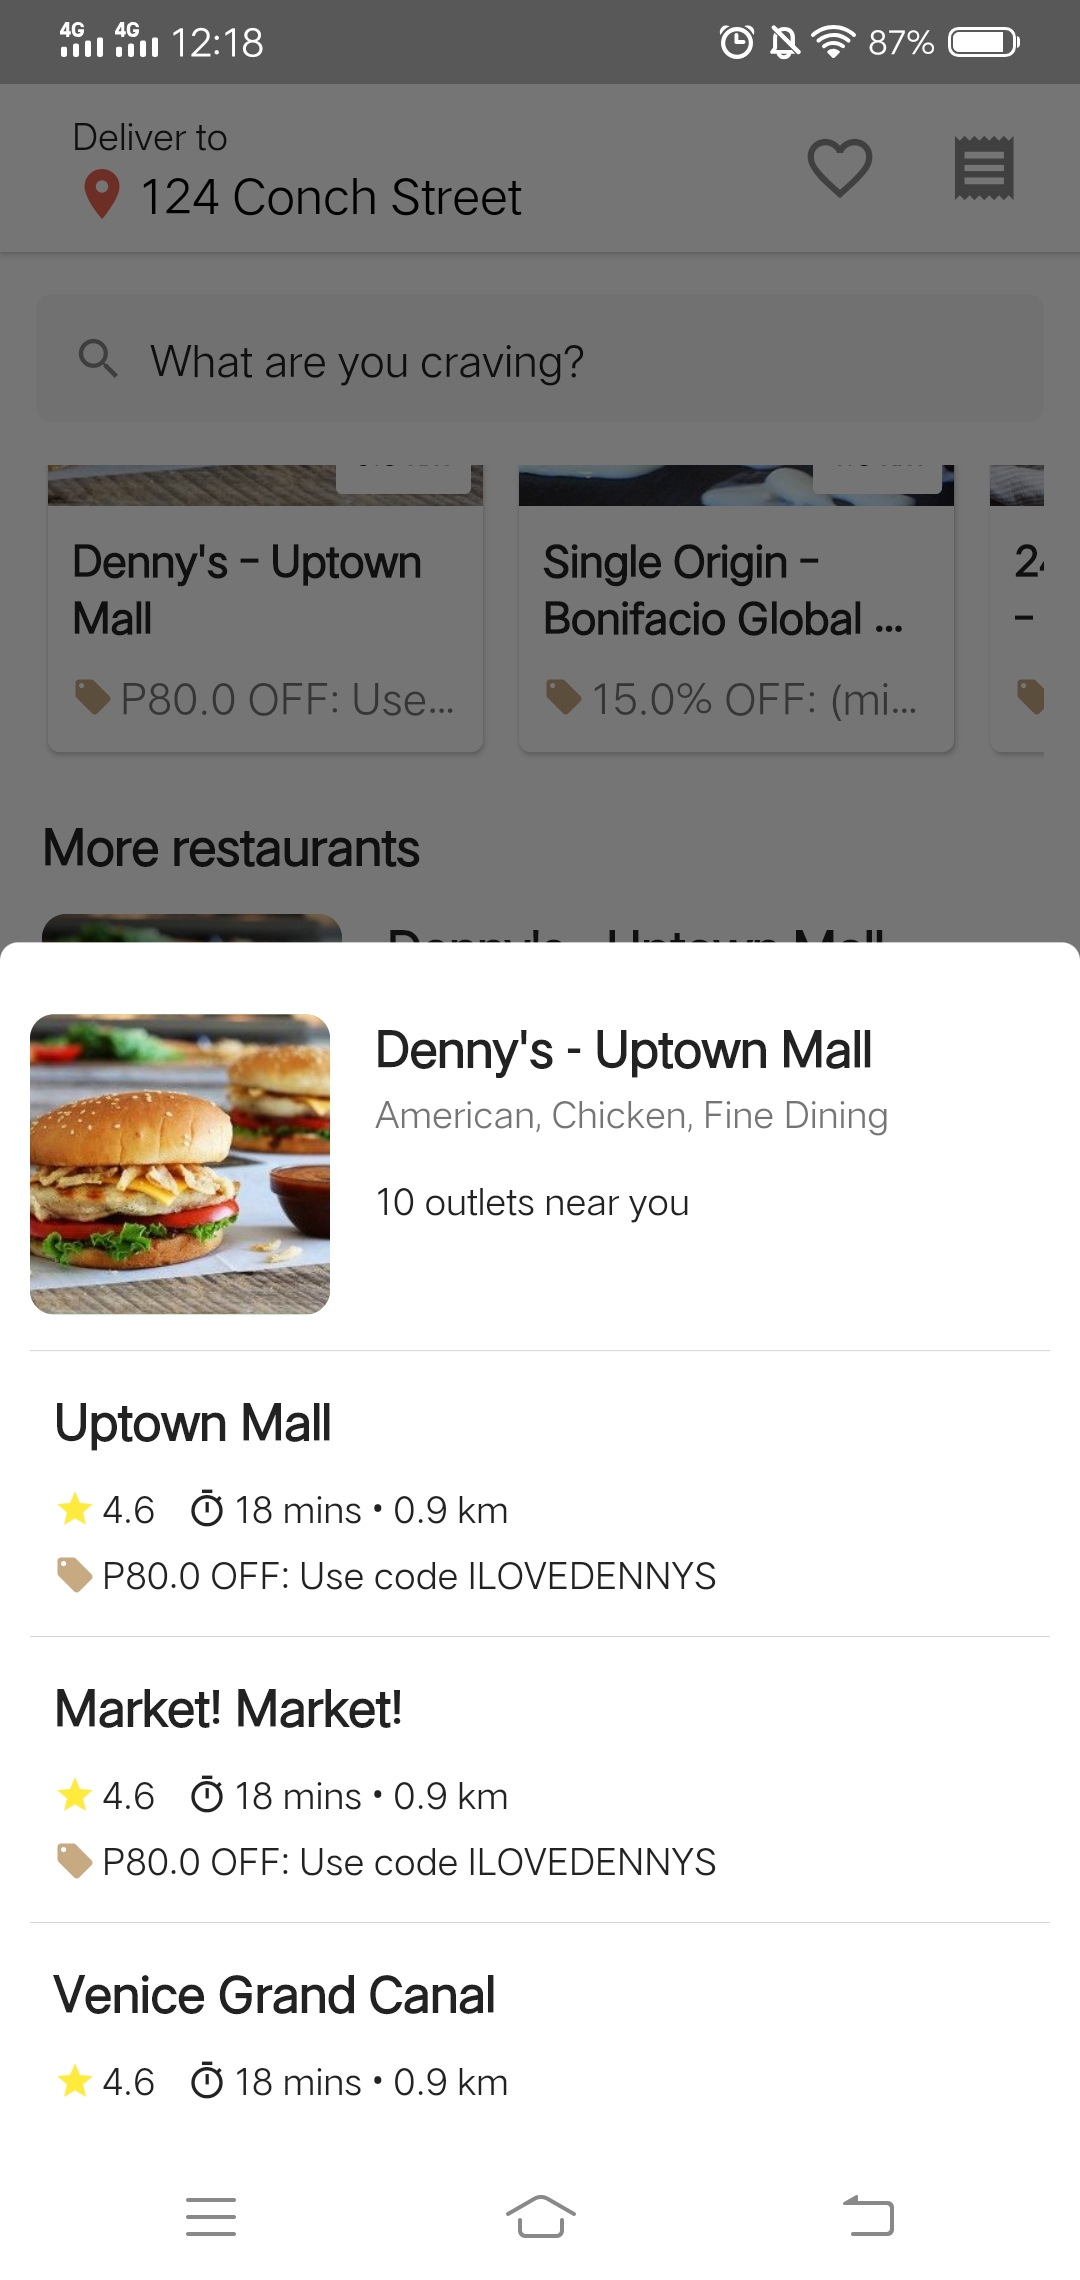 4G 4G 12:18 87%
Deliver to
124 Conch Street
What are you craving?
Denny's - Uptown
Mall
P80.0 OFF: Use...
Single Origin -
Bonifacio Global ...
15.0% OFF: (mi...
-
More restaurants
Denny's - Uptown Mall
Denny's - Uptown Mall
American, Chicken, Fine Dining
10 outlets near you
Uptown Mall
4.6 18 mins • 0.9 km
P80.0 OFF: Use code ILOVEDENNYS
Market! Market!
4.6 18 mins • 0.9 km
P80.0 OFF: Use code ILOVEDENNYS
Venice Grand Canal
4.6 18 mins • 0.9 km